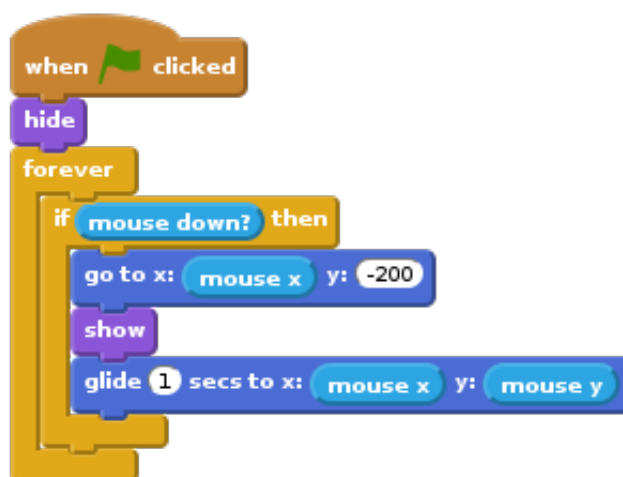 when clicked
hide
forever
if mouse down? then
go to x: mouse x y: -200
show
glide 1 secs to x: mouse x y: mouse y